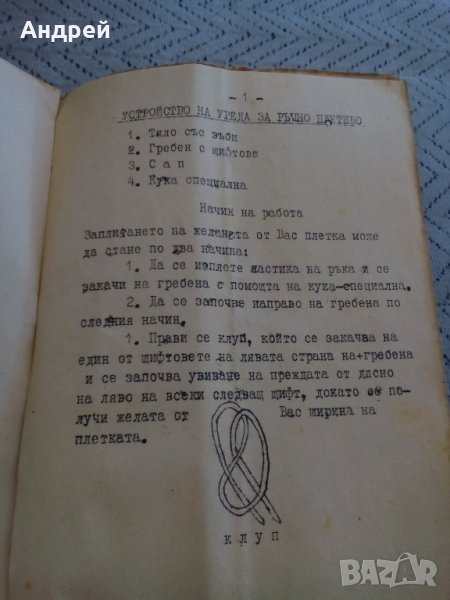 Андрей
- 1 -
УСТРОЙСТВО НА УРЕДА ЗА РЪЧНО ПЛЕТИВО
1. Тяло със зъби
2. Гребен с щифтове
3. С а п
4. Кука специална
Начин на работа
Заплитането на желаната от Вас плетка може
да стане по два начина:
1. Да се изплете ластика на ръка и се
закачи на гребена с помощта на кука-специална.
2. Да се започва направо на гребена по
следния начин.
1. Прави се клуп, който се закачва на
един от щифтовете на лявата страна на+гребена
и се започва увиване на преждата от дясно
на ляво на всеки следващ щифт, докато се по-
лучи желата от Вас ширина на
плетката.
к л у п
BAZAR